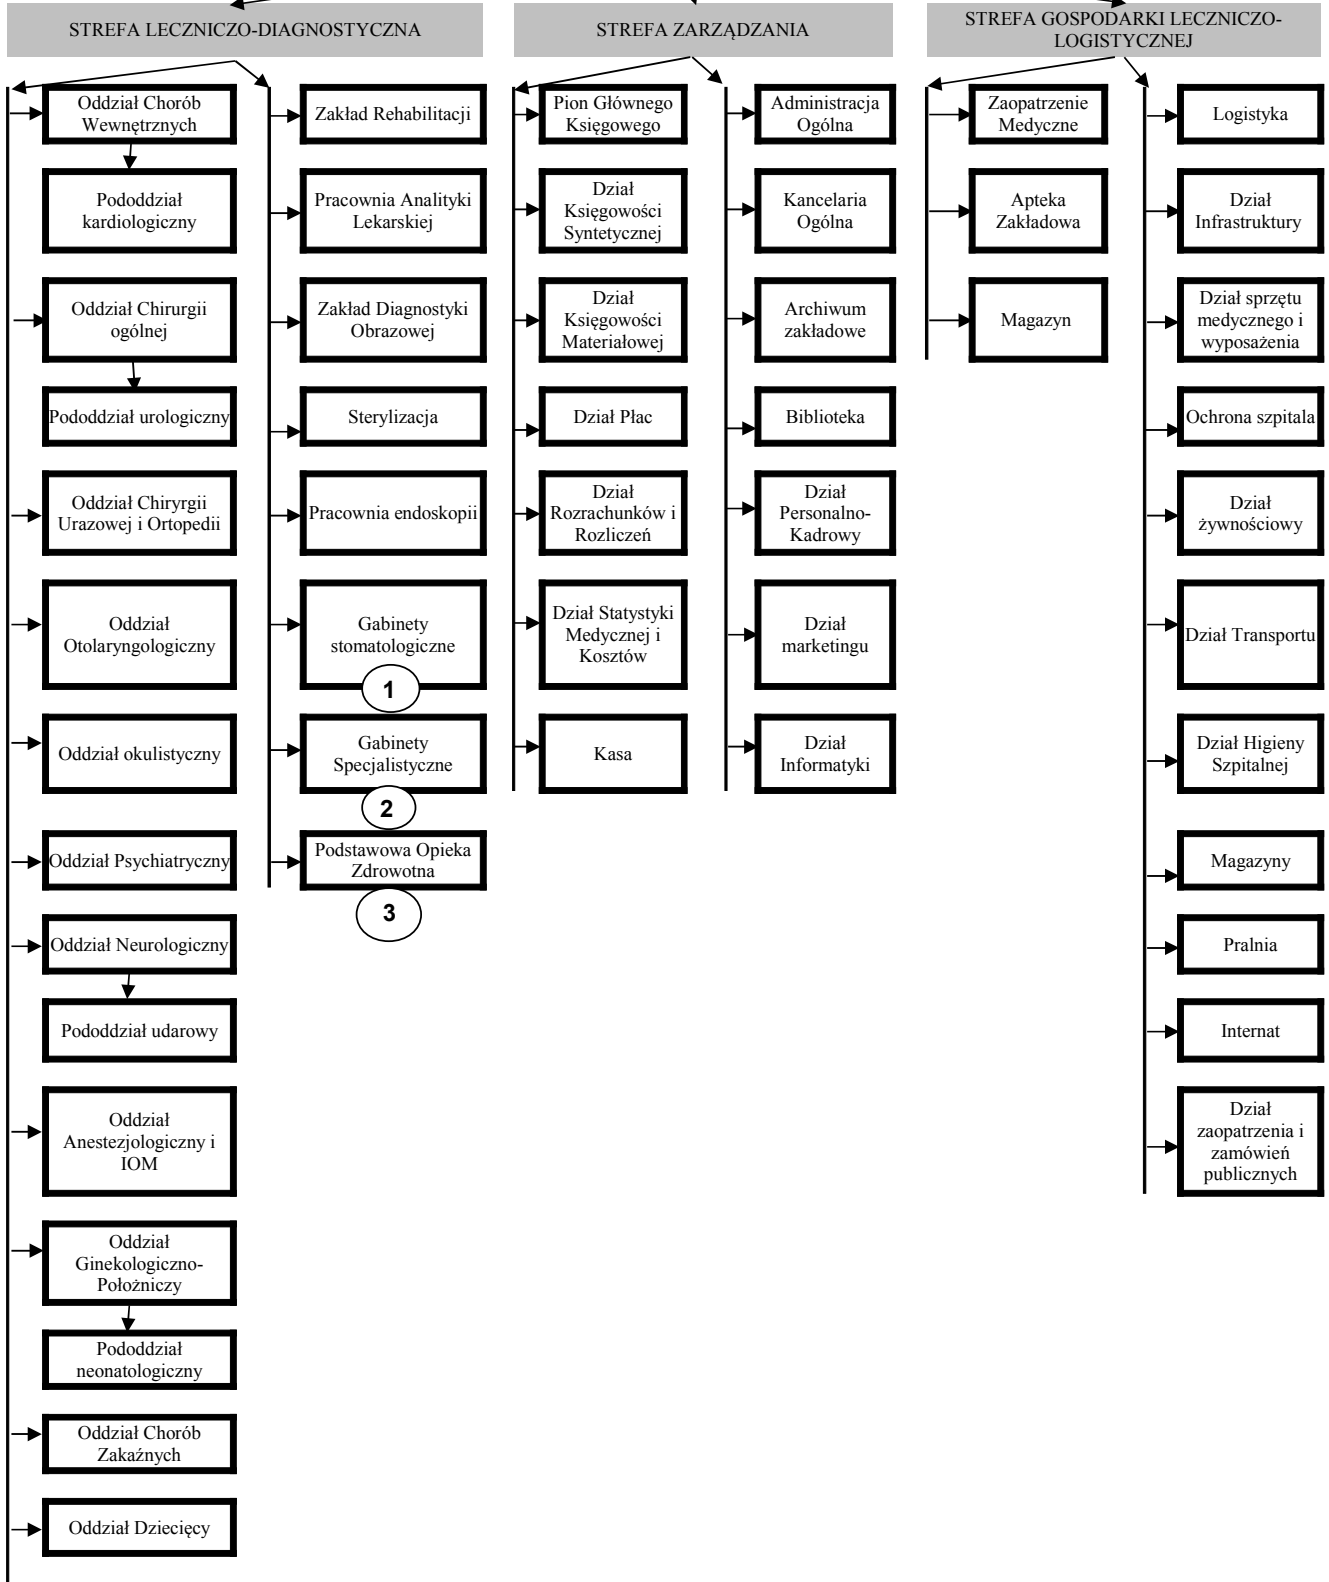 STREFA LECZNICZO-DIAGNOSTYCZNA
Oddział Chorób
Wewnętrznych
Pododdział
kardiologiczny
Oddział Chirurgii
ogólnej
Pododdział urologiczny
Oddział Chiryrgii
Urazowej i Ortopedii
Oddział
Otolaryngologiczny
Oddział okulistyczny
Oddział Psychiatryczny
Oddział Neurologiczny
Pododdział udarowy
Oddział
Anestezjologiczny i
IOM
Oddział
Ginekologiczno-
Położniczy
Pododdział
neonatologiczny
Oddział Chorób
Zakaźnych
Oddział Dziecięcy
Zakład Rehabilitacji
Pracownia Analityki
Lekarskiej
Zakład Diagnostyki
Obrazowej
Sterylizacja
Pracownia endoskopii
Gabinety
stomatologiczne
1
Gabinety
Specjalistyczne
2
Podstawowa Opieka
Zdrowotna
3
STREFA ZARZĄDZANIA
Pion Głównego
Księgowego
Dział
Księgowości
Syntetycznej
Dział
Księgowości
Materiałowej
Dział Płac
Dział
Rozrachunków i
Rozliczeń
Dział Statystyki
Medycznej i
Kosztów
Kasa
Administracja
Ogólna
Kancelaria
Ogólna
Archiwum
zakładowe
Biblioteka
Dział
Personalno-
Kadrowy
Dział
marketingu
Dział
Informatyki
STREFA GOSPODARKI LECZNICZO-
LOGISTYCZNEJ
Zaopatrzenie
Medyczne
Apteka
Zakładowa
Magazyn
Logistyka
Dział
Infrastruktury
Dział sprzętu
medycznego i
wyposażenia
Ochrona szpitala
Dział
żywnościowy
Dział Transportu
Dział Higieny
Szpitalnej
Magazyny
Pralnia
Internat
Dział
zaopatrzenia i
zamówień
publicznych